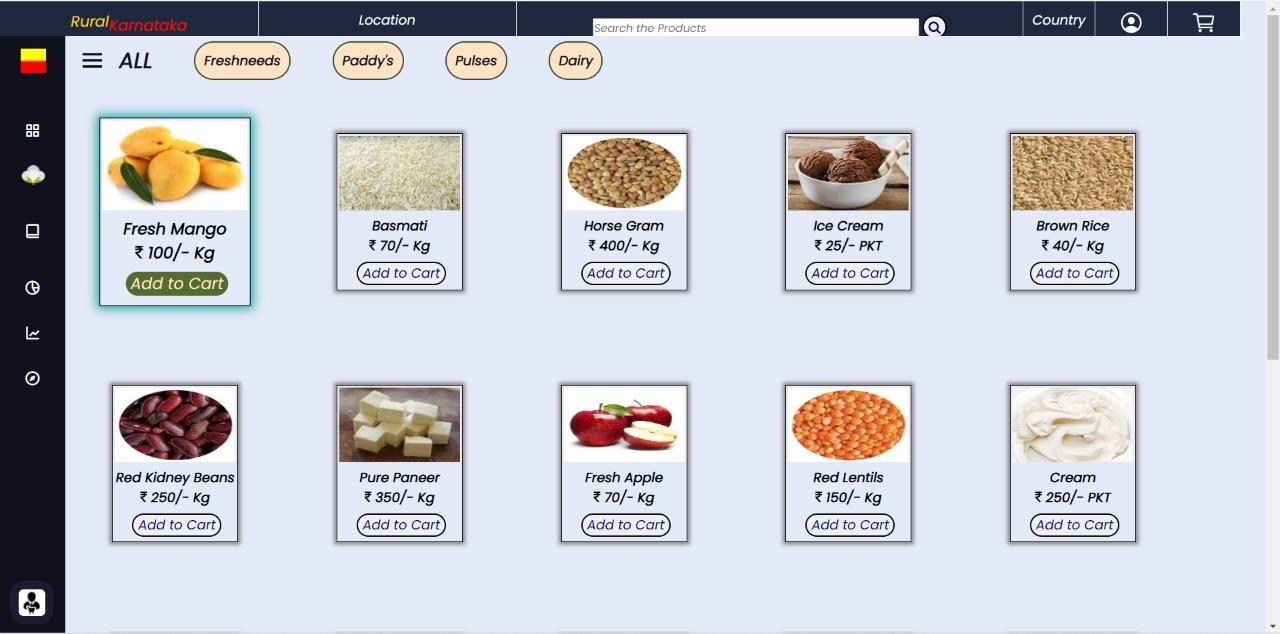 RuralKarnataka
Location
Search the Products
Country
ALL
Freshneeds
Paddy's
Pulses
Dairy
Fresh Mango
₹ 100/- Kg
Add to Cart
Basmati
₹ 70/- Kg
Add to Cart
Horse Gram
₹ 400/- Kg
Add to Cart
Ice Cream
₹ 25/- PKT
Add to Cart
Brown Rice
₹ 40/- Kg
Add to Cart
Red Kidney Beans
₹ 250/- Kg
Add to Cart
Pure Paneer
₹ 350/- Kg
Add to Cart
Fresh Apple
₹ 70/- Kg
Add to Cart
Red Lentils
₹ 150/- Kg
Add to Cart
Cream
₹ 250/- PKT
Add to Cart